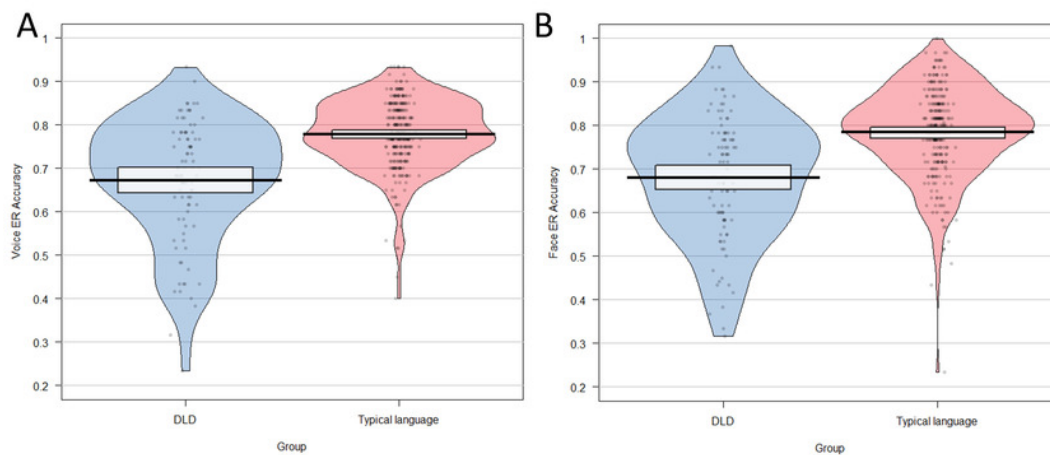 A
Voice ER Accuracy
1
0.9
0.8
0.7
0.6
0.5
0.4
0.3
0.2
DLD
Typical language
Group
B
Face ER Accuracy
1
0.9
0.8
0.7
0.6
0.5
0.4
0.3
0.2
DLD
Typical language
Group